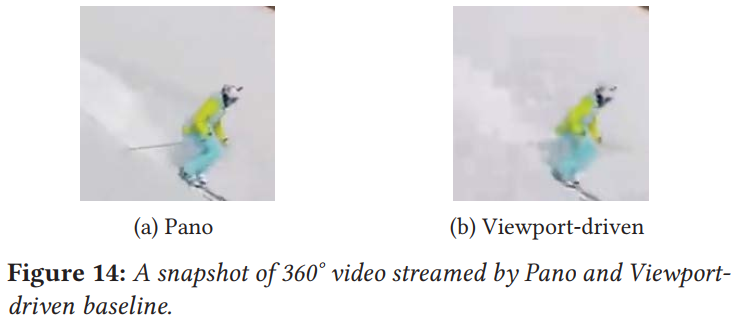 (a) Pano
(b) Viewport-driven
Figure 14: A snapshot of 360° video streamed by Pano and Viewport-
driven baseline.